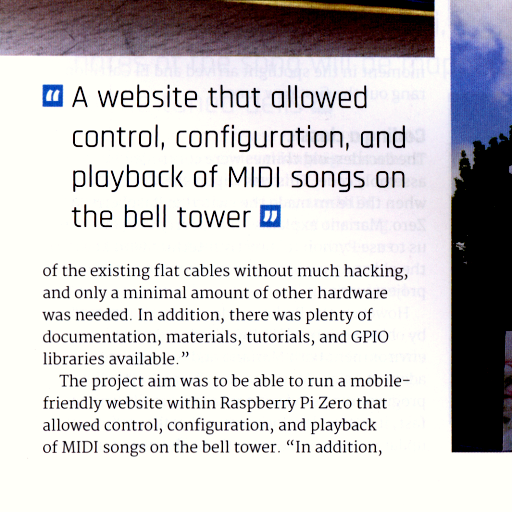 “ A website that allowed
control, configuration, and
playback of MIDI songs on
the bell tower ”
of the existing flat cables without much hacking,
and only a minimal amount of other hardware
was needed. In addition, there was plenty of
documentation, materials, tutorials, and GPIO
libraries available.”
The project aim was to be able to run a mobile-
friendly website within Raspberry Pi Zero that
allowed control, configuration, and playback
of MIDI songs on the bell tower. “In addition,